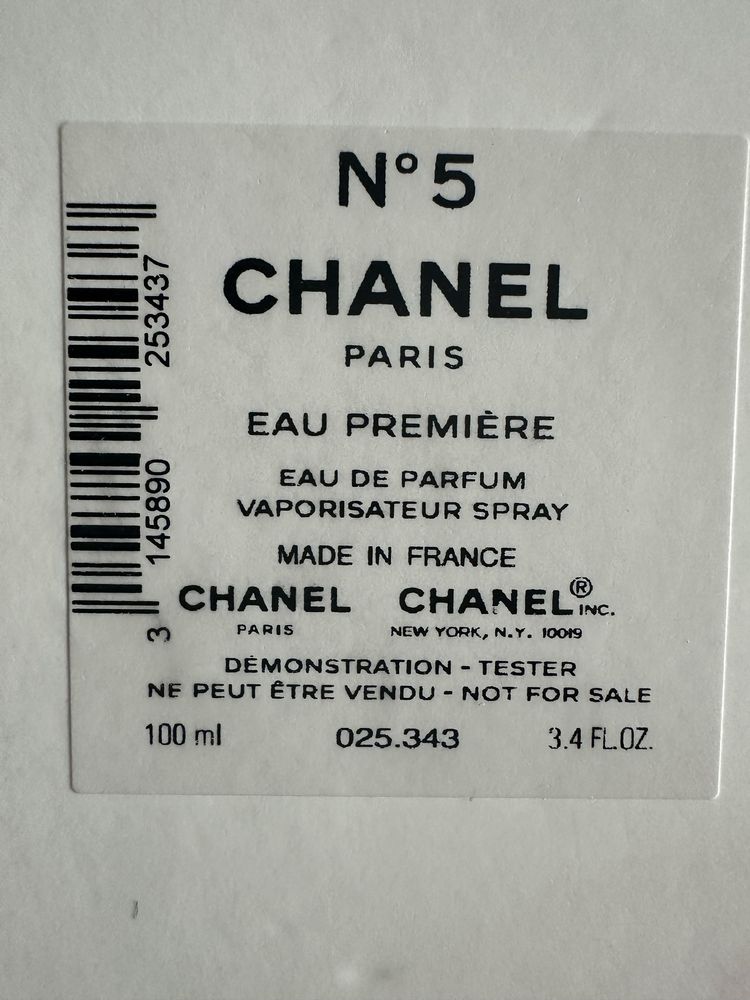 N°5
CHANEL
PARIS
EAU PREMIÈRE
EAU DE PARFUM
VAPORISATEUR SPRAY
MADE IN FRANCE
CHANEL CHANEL® INC.
PARIS NEW YORK, N.Y. 10019
DÉMONSTRATION - TESTER
NE PEUT ÊTRE VENDU - NOT FOR SALE
100 ml 025.343 3.4 FL.OZ.
3 145890 253437